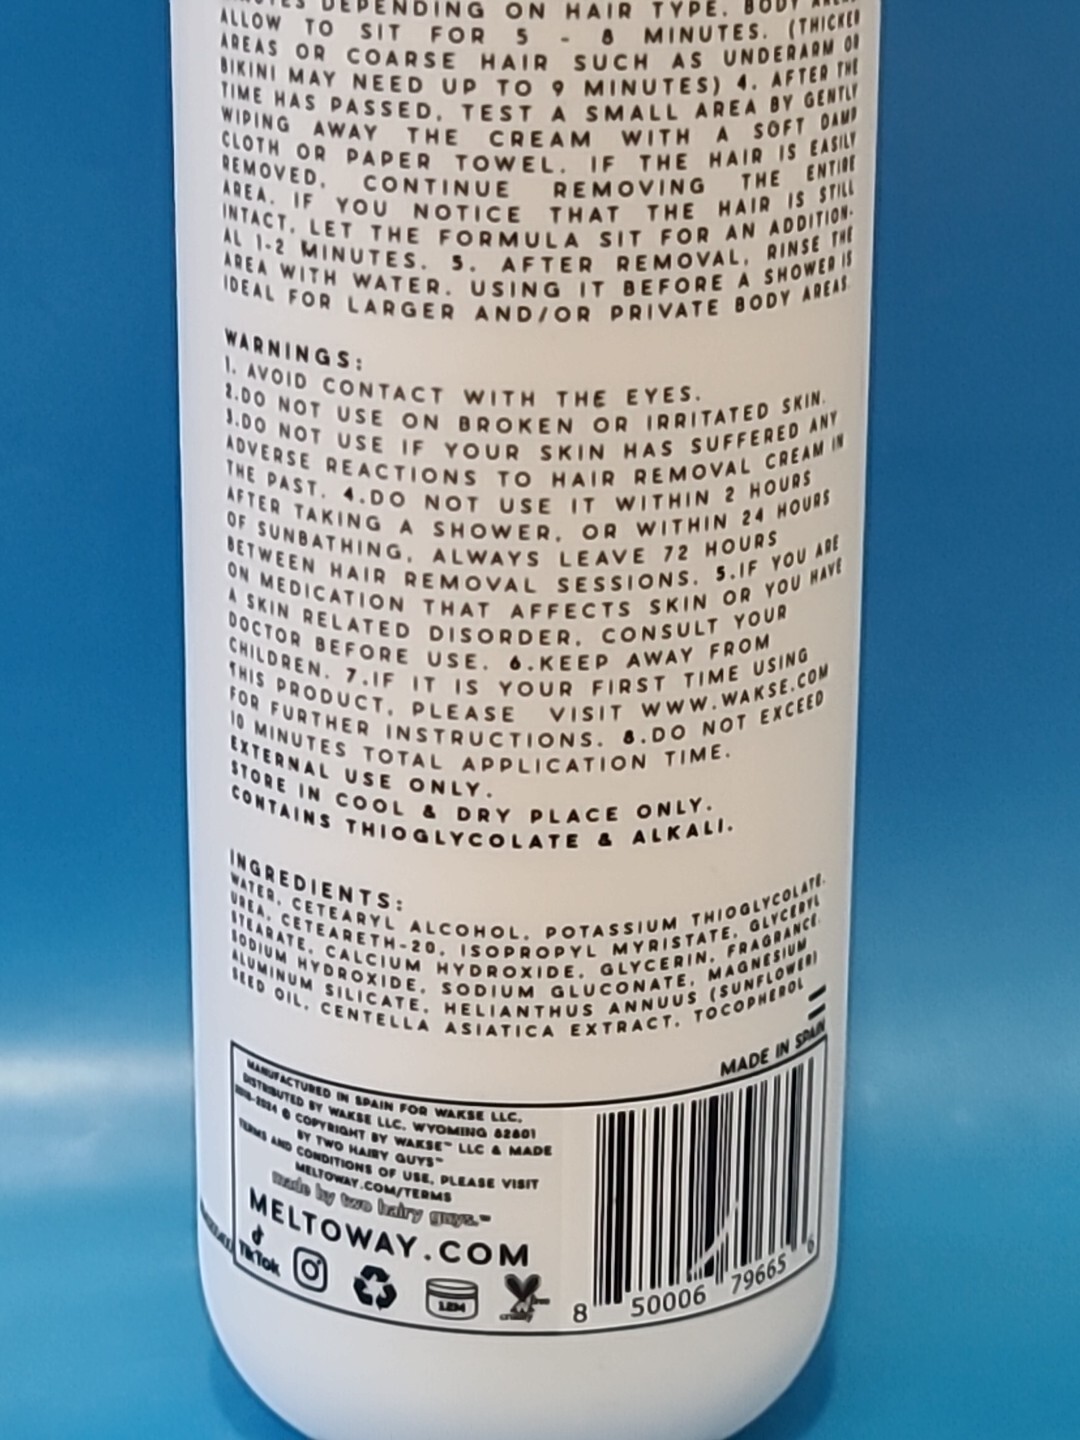 DEPENDING ON HAIR TYPE. BODY
ALLOW TO SIT FOR 5 - 8 MINUTES. (THICKER
AREAS OR COARSE HAIR SUCH AS UNDERARM OR
BIKINI MAY NEED UP TO 9 MINUTES) 4. AFTER THE
TIME HAS PASSED, TEST A SMALL AREA BY GENTLY
WIPING AWAY THE CREAM WITH A SOFT DAMP
CLOTH OR PAPER TOWEL. IF THE HAIR IS EASILY
REMOVED, CONTINUE REMOVING THE ENTIRE
AREA. IF YOU NOTICE THAT THE HAIR IS STILL
INTACT, LET THE FORMULA SIT FOR AN ADDITION-
AL 1-2 MINUTES. 5. AFTER REMOVAL, RINSE THE
AREA WITH WATER. USING IT BEFORE A SHOWER IS
IDEAL FOR LARGER AND/OR PRIVATE BODY AREAS.
WARNINGS:
1. AVOID CONTACT WITH THE EYES.
2.DO NOT USE ON BROKEN OR IRRITATED SKIN.
3.DO NOT USE IF YOUR SKIN HAS SUFFERED ANY
ADVERSE REACTIONS TO HAIR REMOVAL CREAM IN
THE PAST. 4.DO NOT USE IT WITHIN 2 HOURS
AFTER TAKING A SHOWER, OR WITHIN 24 HOURS
OF SUNBATHING, ALWAYS LEAVE 72 HOURS
BETWEEN HAIR REMOVAL SESSIONS. 5.IF YOU ARE
ON MEDICATION THAT AFFECTS SKIN OR YOU HAVE
A SKIN RELATED DISORDER, CONSULT YOUR
DOCTOR BEFORE USE. 6.KEEP AWAY FROM
CHILDREN. 7.IF IT IS YOUR FIRST TIME USING
THIS PRODUCT, PLEASE VISIT WWW.WAKSE.COM
FOR FURTHER INSTRUCTIONS. 8.DO NOT EXCEED
10 MINUTES TOTAL APPLICATION TIME.
EXTERNAL USE ONLY.
STORE IN COOL & DRY PLACE ONLY.
CONTAINS THIOGLYCOLATE & ALKALI.
INGREDIENTS:
WATER, CETEARYL ALCOHOL, POTASSIUM THIOGLYCOLATE,
UREA, CETEARETH-20, ISOPROPYL MYRISTATE, GLYCERYL
STEARATE, CALCIUM HYDROXIDE, GLYCERIN, FRAGRANCE,
SODIUM HYDROXIDE, SODIUM GLUCONATE, MAGNESIUM
ALUMINUM SILICATE, HELIANTHUS ANNUUS (SUNFLOWER)
SEED OIL, CENTELLA ASIATICA EXTRACT, TOCOPHEROL
MADE IN SPAIN
MANUFACTURED IN SPAIN FOR WAKSE LLC,
DISTRIBUTED BY WAKSE LLC, WYOMING 82801
2018-2024 © COPYRIGHT BY WAKSE™ LLC & MADE
BY TWO HAIRY GUYS™
TERMS AND CONDITIONS OF USE, PLEASE VISIT
MELTOWAY.COM/TERMS
made by two hairy guys.™
MELTOWAY.COM
TikTok
12M
8 50006 79665 6